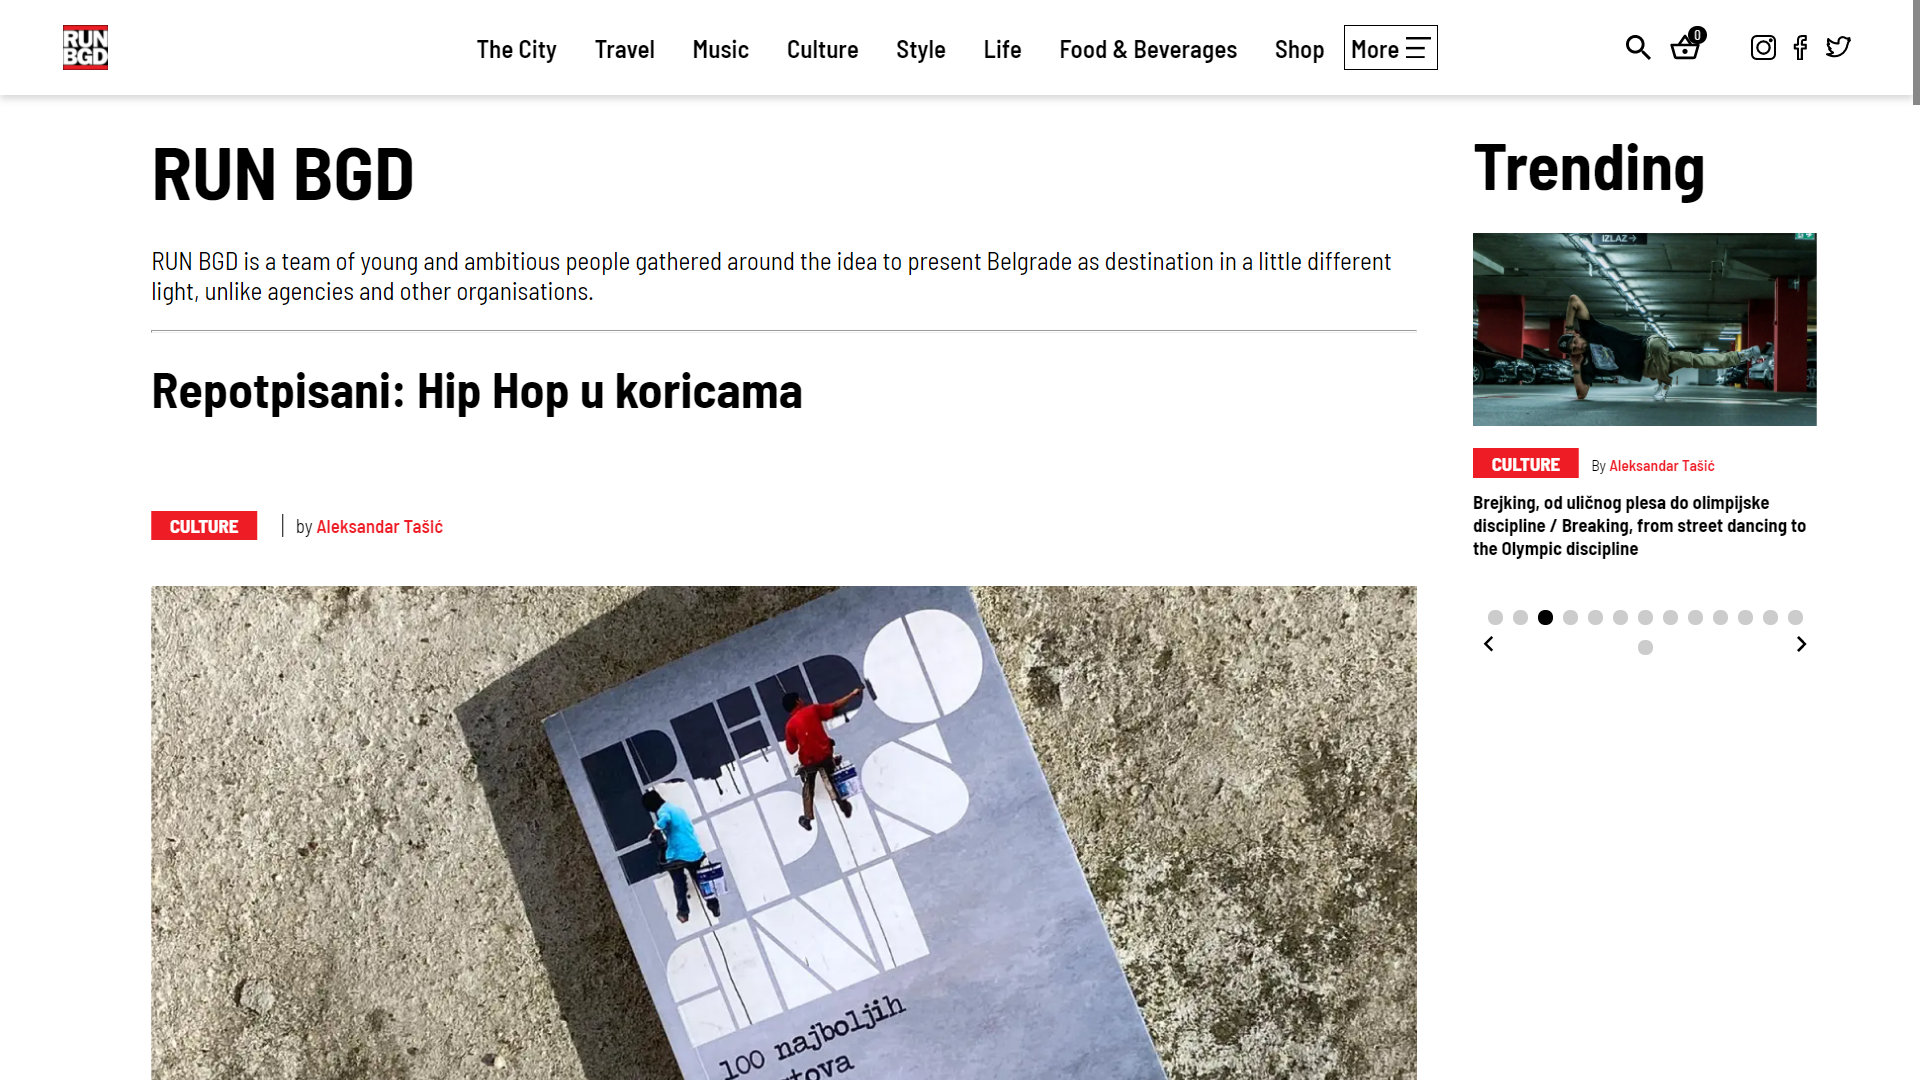 RUN
BGD
The City
Travel
Music
Culture
Style
Life
Food & Beverages
Shop
More
0
RUN BGD
RUN BGD is a team of young and ambitious people gathered around the idea to present Belgrade as destination in a little different
light, unlike agencies and other organisations.
Repotpisani: Hip Hop u koricama
CULTURE
by Aleksandar Tašić
REPO
TPIS
ANI
100 najboljih
Trending
IZLAZ →
CULTURE
By Aleksandar Tašić
Brejking, od uličnog plesa do olimpijske
discipline / Breaking, from street dancing to
the Olympic discipline